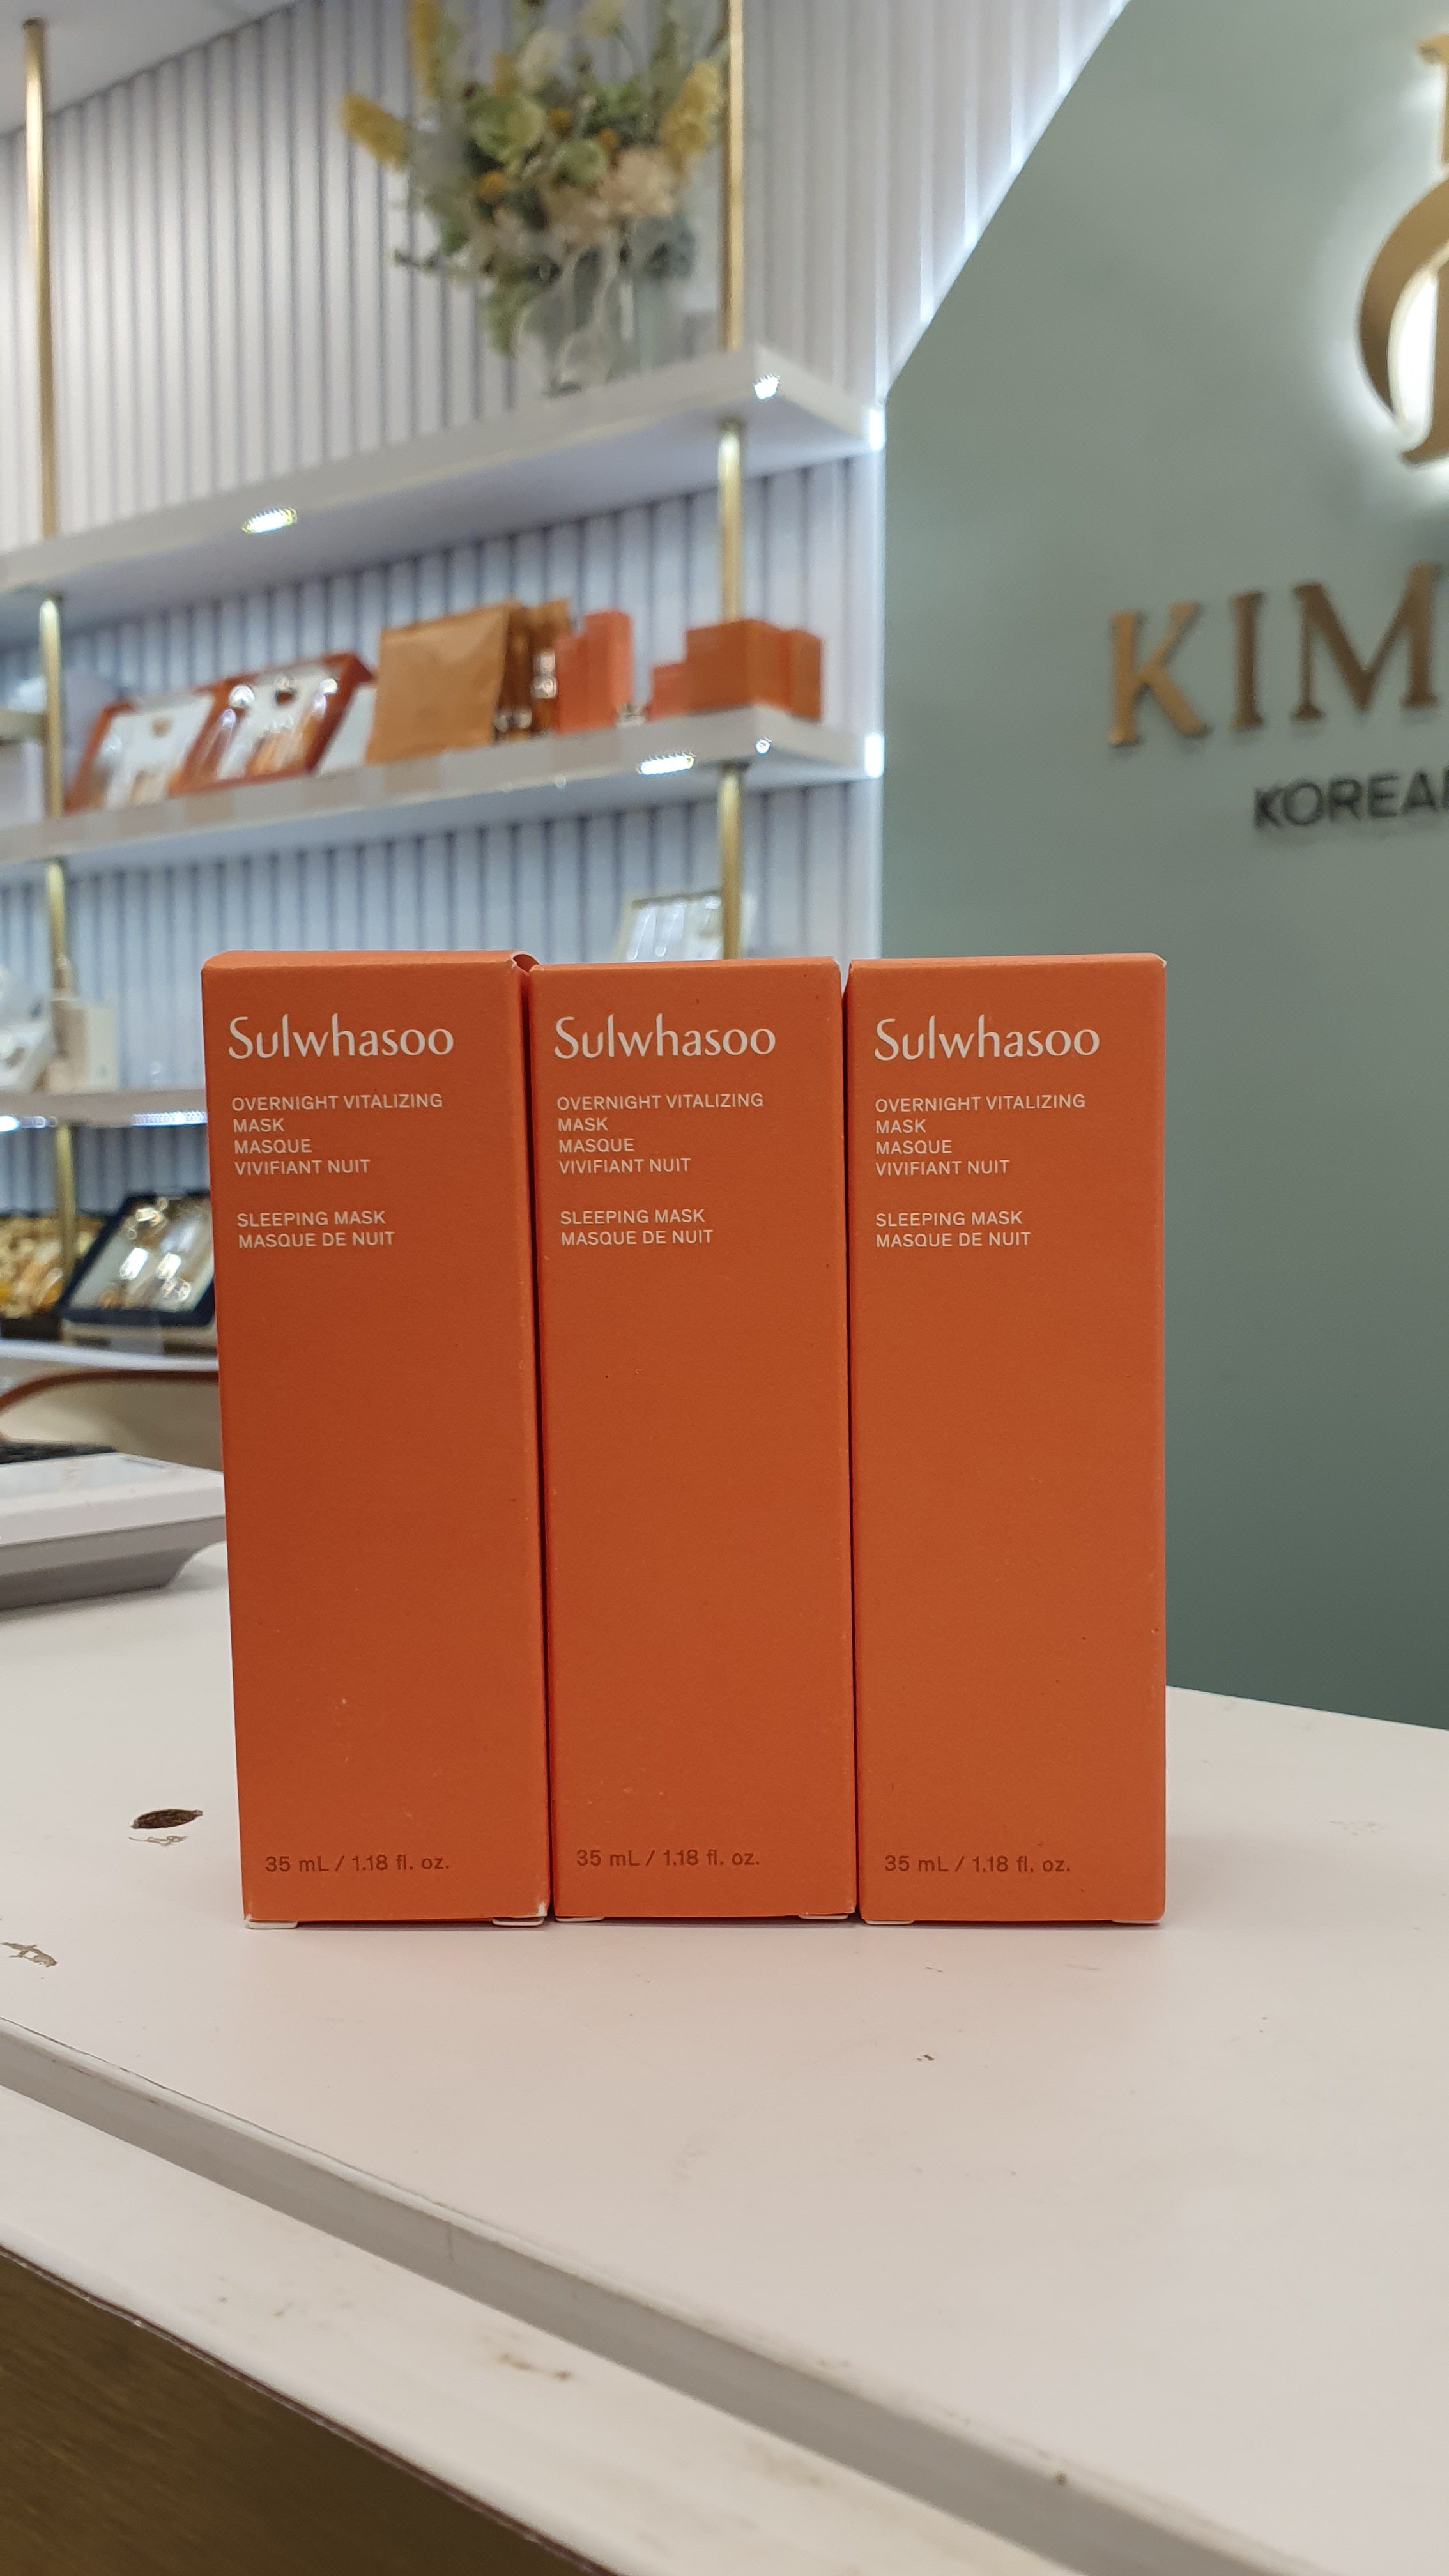 KIM
KOREA
Sulwhasoo
OVERNIGHT VITALIZING
MASK
MASQUE
VIVIFIANT NUIT
SLEEPING MASK
MASQUE DE NUIT
35 mL / 1.18 fl. oz.
Sulwhasoo
OVERNIGHT VITALIZING
MASK
MASQUE
VIVIFIANT NUIT
SLEEPING MASK
MASQUE DE NUIT
35 mL / 1.18 fl. oz.
Sulwhasoo
OVERNIGHT VITALIZING
MASK
MASQUE
VIVIFIANT NUIT
SLEEPING MASK
MASQUE DE NUIT
35 mL / 1.18 fl. oz.